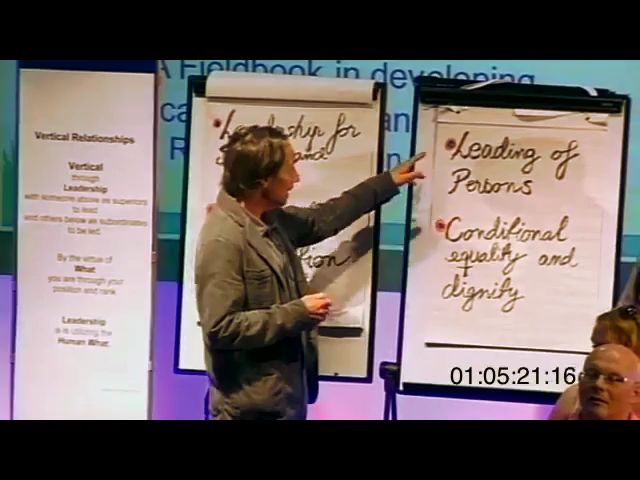 A Fieldbook in developing
Vertical Relationships
Vertical
through
Leadership
with someone above as superiors
to lead
and others below as subordinates
to be led.
By the virtue of
What
you are through your
position and rank.
Leadership
is utilizing the
Human What.
Leadership for
and
Leading of
Persons
Conditional
equality and
dignity
01:05:21:16